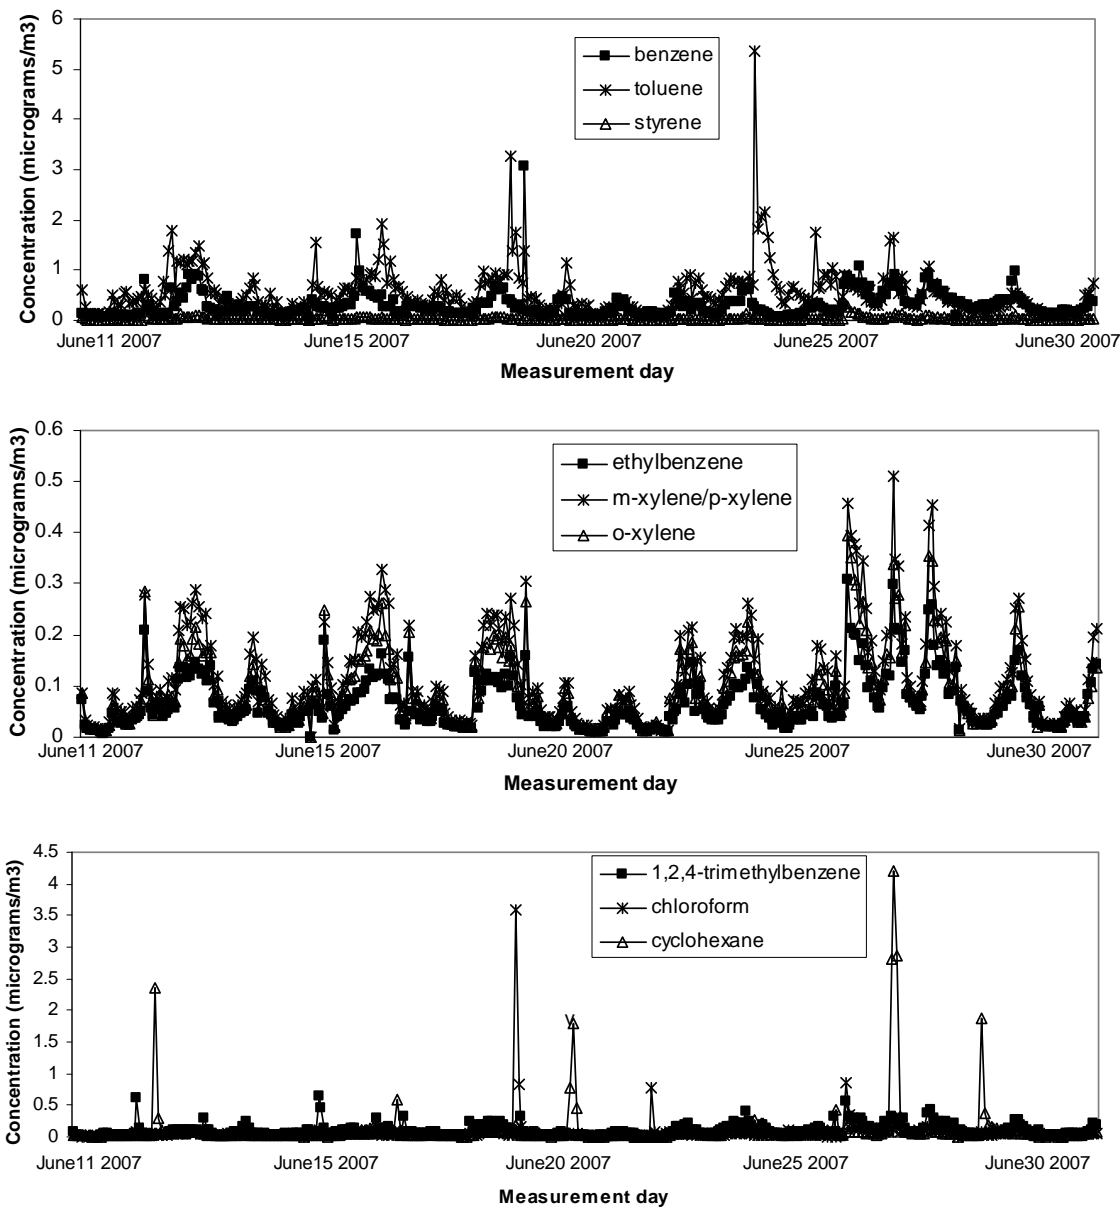 Concentration (micrograms/m3)
6
5
4
3
2
1
0
benzene
toluene
styrene
June11 2007 June15 2007 June20 2007 June25 2007 June30 2007
Measurement day
Concentration (micrograms/m3)
0.6
0.5
0.4
0.3
0.2
0.1
0
ethylbenzene
m-xylene/p-xylene
o-xylene
June11 2007 June15 2007 June20 2007 June25 2007 June30 2007
Measurement day
Concentration (micrograms/m3)
4.5
4
3.5
3
2.5
2
1.5
1
0.5
0
1,2,4-trimethylbenzene
chloroform
cyclohexane
June11 2007 June15 2007 June20 2007 June25 2007 June30 2007
Measurement day